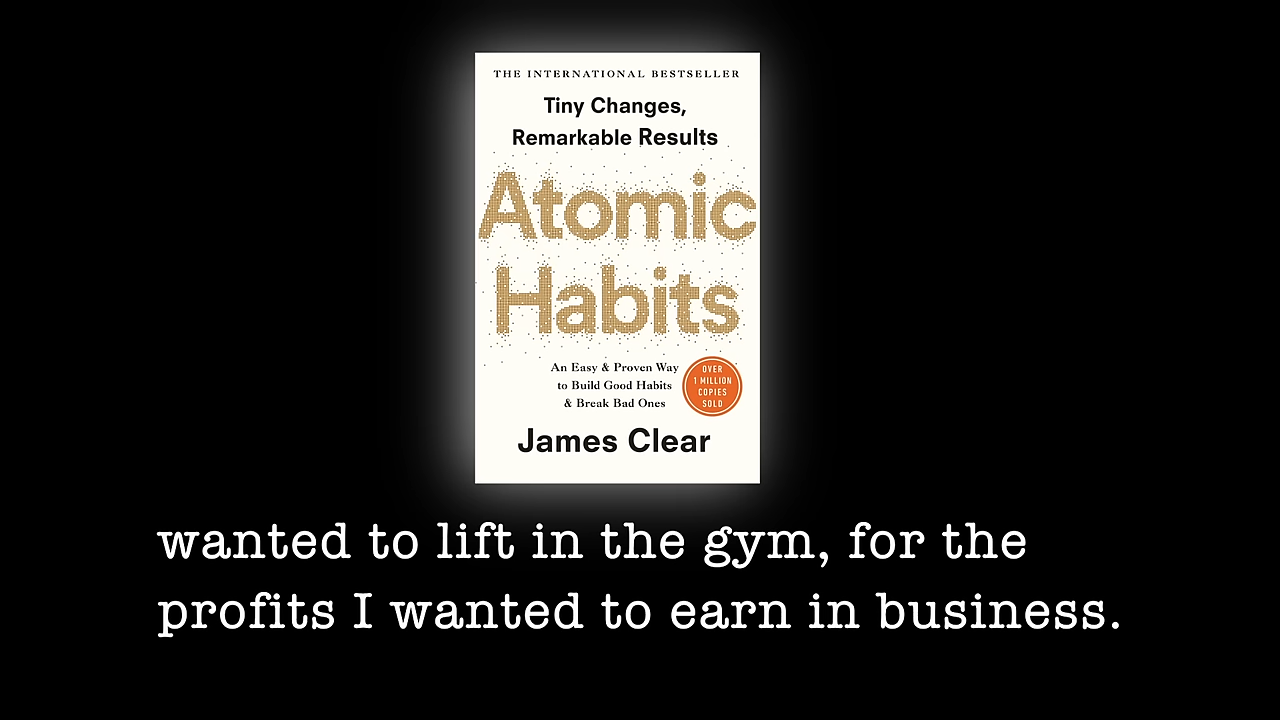 THE INTERNATIONAL BESTSELLER
Tiny Changes,
Remarkable Results
Atomic
Habits
An Easy & Proven Way
to Build Good Habits
& Break Bad Ones
OVER
1 MILLION
COPIES
SOLD
James Clear
wanted to lift in the gym, for the
profits I wanted to earn in business.